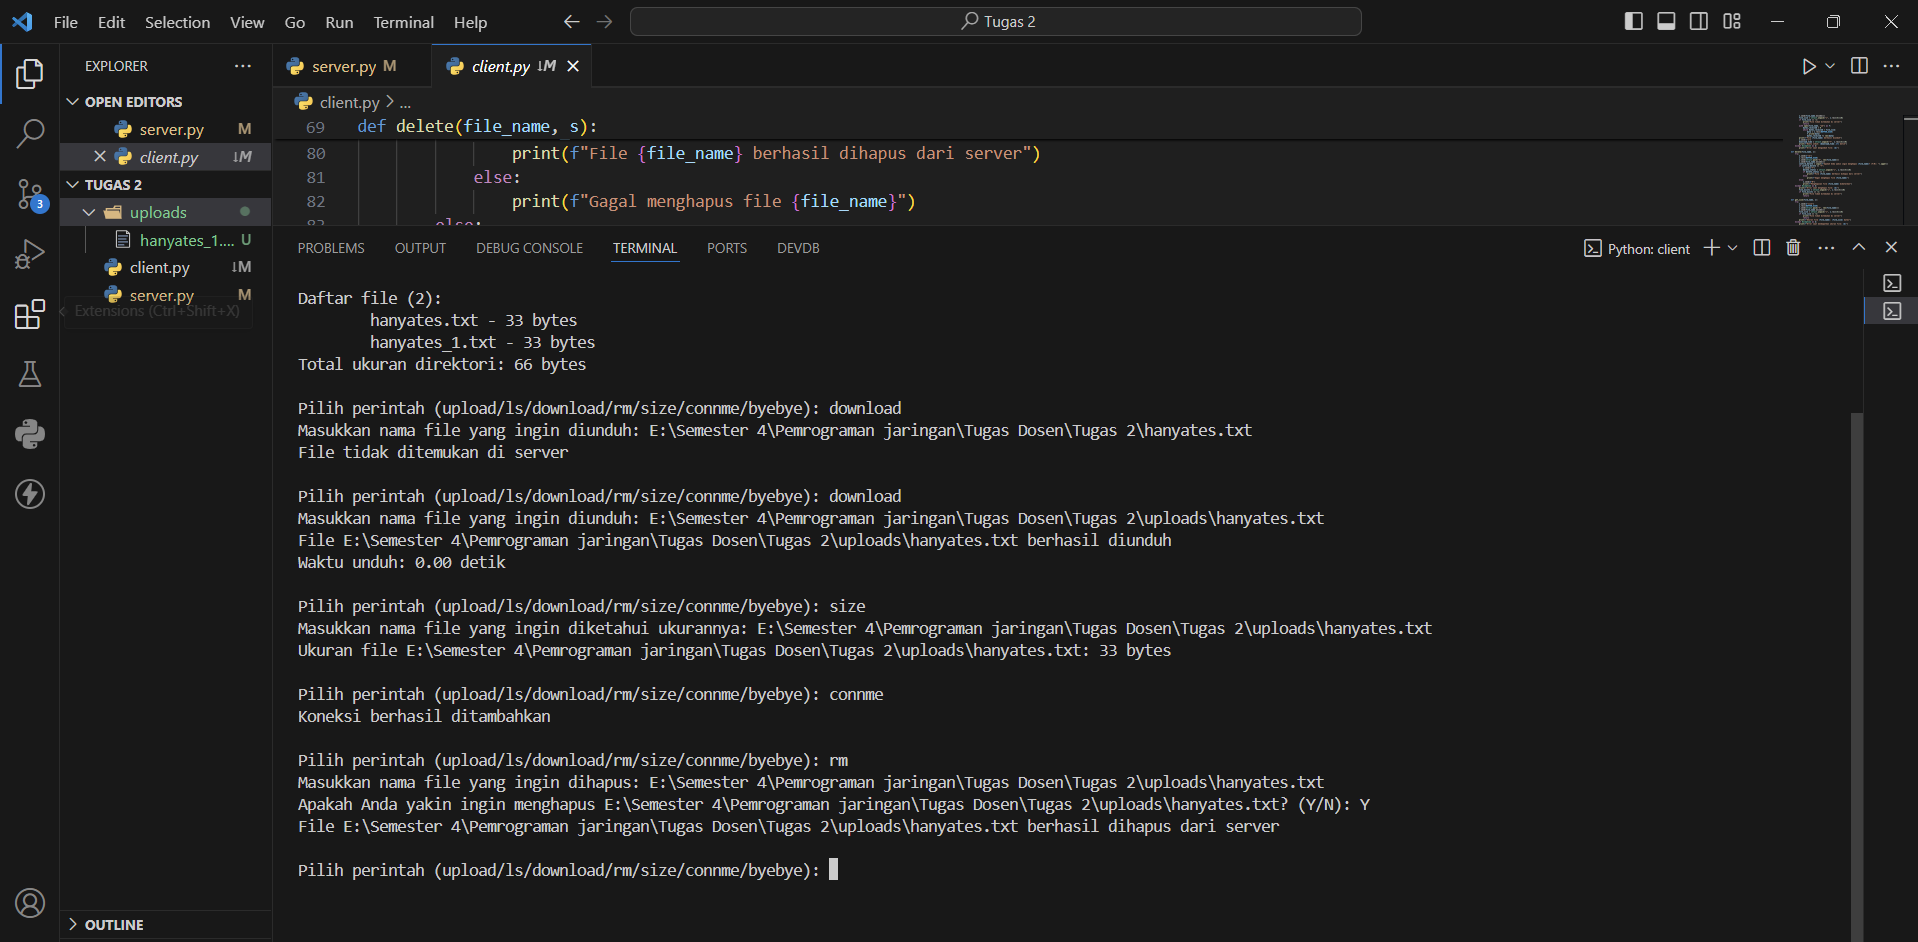 File Edit Selection View Go Run Terminal Help
Tugas 2
EXPLORER
OPEN EDITORS
server.py M
client.py ↓M
TUGAS 2
uploads
hanyates_1.... U
client.py ↓M
server.py M
Extensions (Ctrl+Shift+X)
3
OUTLINE
server.py M
client.py ↓M
client.py > ...
69 def delete(file_name, s):
80 print(f"File {file_name} berhasil dihapus dari server")
81 else:
82 print(f"Gagal menghapus file {file_name}")
83 else:
PROBLEMS OUTPUT DEBUG CONSOLE TERMINAL PORTS DEVDB
Python: client
Daftar file (2):
hanyates.txt - 33 bytes
hanyates_1.txt - 33 bytes
Total ukuran direktori: 66 bytes
Pilih perintah (upload/ls/download/rm/size/connme/byebye): download
Masukkan nama file yang ingin diunduh: E:\Semester 4\Pemrograman jaringan\Tugas Dosen\Tugas 2\hanyates.txt
File tidak ditemukan di server
Pilih perintah (upload/ls/download/rm/size/connme/byebye): download
Masukkan nama file yang ingin diunduh: E:\Semester 4\Pemrograman jaringan\Tugas Dosen\Tugas 2\uploads\hanyates.txt
File E:\Semester 4\Pemrograman jaringan\Tugas Dosen\Tugas 2\uploads\hanyates.txt berhasil diunduh
Waktu unduh: 0.00 detik
Pilih perintah (upload/ls/download/rm/size/connme/byebye): size
Masukkan nama file yang ingin diketahui ukurannya: E:\Semester 4\Pemrograman jaringan\Tugas Dosen\Tugas 2\uploads\hanyates.txt
Ukuran file E:\Semester 4\Pemrograman jaringan\Tugas Dosen\Tugas 2\uploads\hanyates.txt: 33 bytes
Pilih perintah (upload/ls/download/rm/size/connme/byebye): connme
Koneksi berhasil ditambahkan
Pilih perintah (upload/ls/download/rm/size/connme/byebye): rm
Masukkan nama file yang ingin dihapus: E:\Semester 4\Pemrograman jaringan\Tugas Dosen\Tugas 2\uploads\hanyates.txt
Apakah Anda yakin ingin menghapus E:\Semester 4\Pemrograman jaringan\Tugas Dosen\Tugas 2\uploads\hanyates.txt? (Y/N): Y
File E:\Semester 4\Pemrograman jaringan\Tugas Dosen\Tugas 2\uploads\hanyates.txt berhasil dihapus dari server
Pilih perintah (upload/ls/download/rm/size/connme/byebye):